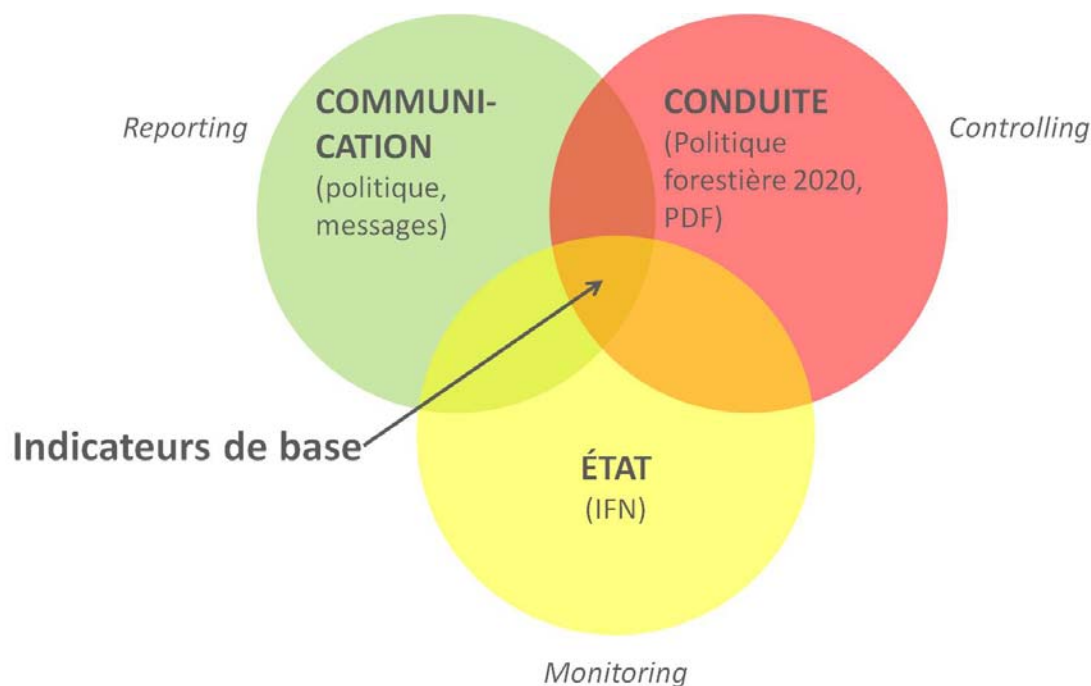 Reporting
COMMUNI-
CATION
(politique,
messages)
CONDUITE
(Politique
forestière 2020,
PDF)
Controlling
Indicateurs de base
ÉTAT
(IFN)
Monitoring